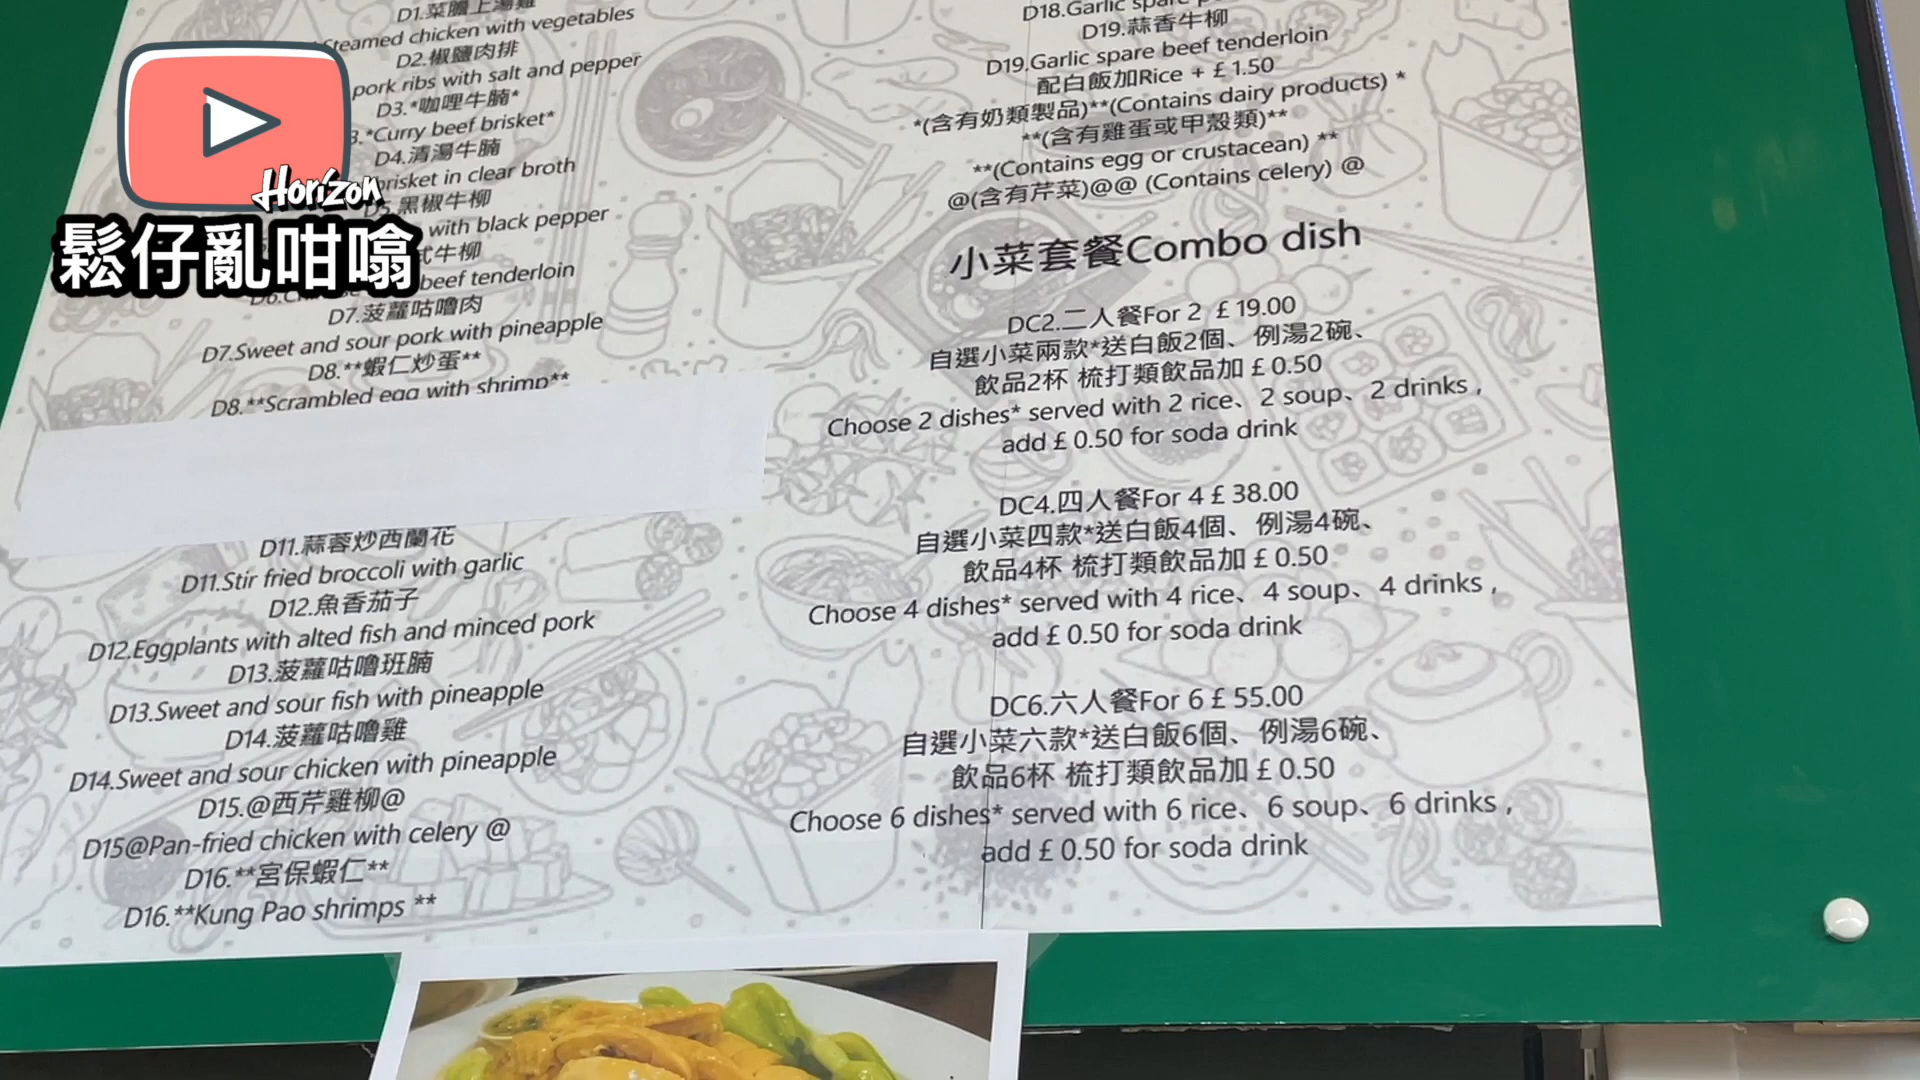 Horizon
鬆仔亂咁噏
D1.菜膽上湯雞
Steamed chicken with vegetables
D2.椒鹽肉排
pork ribs with salt and pepper
D3.*咖哩牛腩*
3.*Curry beef brisket*
D4.清湯牛腩
brisket in clear broth
D5.黑椒牛柳
with black pepper
式牛柳
beef tenderloin
D7.菠蘿咕嚕肉
D7.Sweet and sour pork with pineapple
D8.**蝦仁炒蛋**
D8.**Scrambled egg with shrimp**
D11.蒜蓉炒西蘭花
D11.Stir fried broccoli with garlic
D12.魚香茄子
D12.Eggplants with alted fish and minced pork
D13.菠蘿咕嚕班腩
D13.Sweet and sour fish with pineapple
D14.菠蘿咕嚕雞
D14.Sweet and sour chicken with pineapple
D15.@西芹雞柳@
D15@Pan-fried chicken with celery @
D16.**宮保蝦仁**
D16.**Kung Pao shrimps **
D18.Garlic spare
D19.蒜香牛柳
D19.Garlic spare beef tenderloin
配白飯加Rice + £ 1.50
*(含有奶類製品)**(Contains dairy products) *
**(含有雞蛋或甲殼類)**
**(Contains egg or crustacean) **
@(含有芹菜)@@ (Contains celery) @
小菜套餐Combo dish
DC2.二人餐For 2 £ 19.00
自選小菜兩款*送白飯2個、例湯2碗、
飲品2杯 梳打類飲品加 £ 0.50
Choose 2 dishes* served with 2 rice、2 soup、2 drinks ,
add £ 0.50 for soda drink
DC4.四人餐For 4 £ 38.00
自選小菜四款*送白飯4個、例湯4碗、
飲品4杯 梳打類飲品加 £ 0.50
Choose 4 dishes* served with 4 rice、4 soup、4 drinks ,
add £ 0.50 for soda drink
DC6.六人餐For 6 £ 55.00
自選小菜六款*送白飯6個、例湯6碗、
飲品6杯 梳打類飲品加 £ 0.50
Choose 6 dishes* served with 6 rice、6 soup、6 drinks ,
add £ 0.50 for soda drink